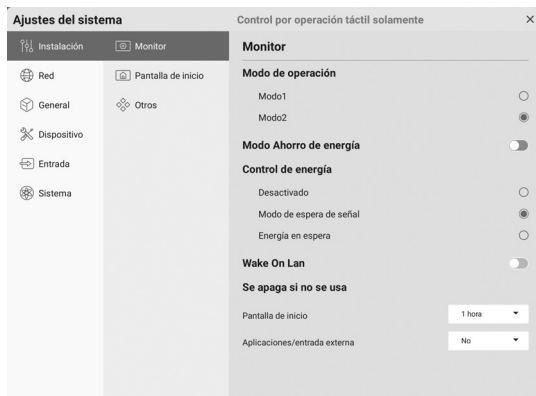 Ajustes del sistema
Control por operación táctil solamente
Instalación
Red
General
Dispositivo
Entrada
Sistema
Monitor
Pantalla de inicio
Otros
Monitor
Modo de operación
Modo1
Modo2
Modo Ahorro de energía
Control de energía
Desactivado
Modo de espera de señal
Energía en espera
Wake On Lan
Se apaga si no se usa
Pantalla de inicio 1 hora
Aplicaciones/entrada externa No